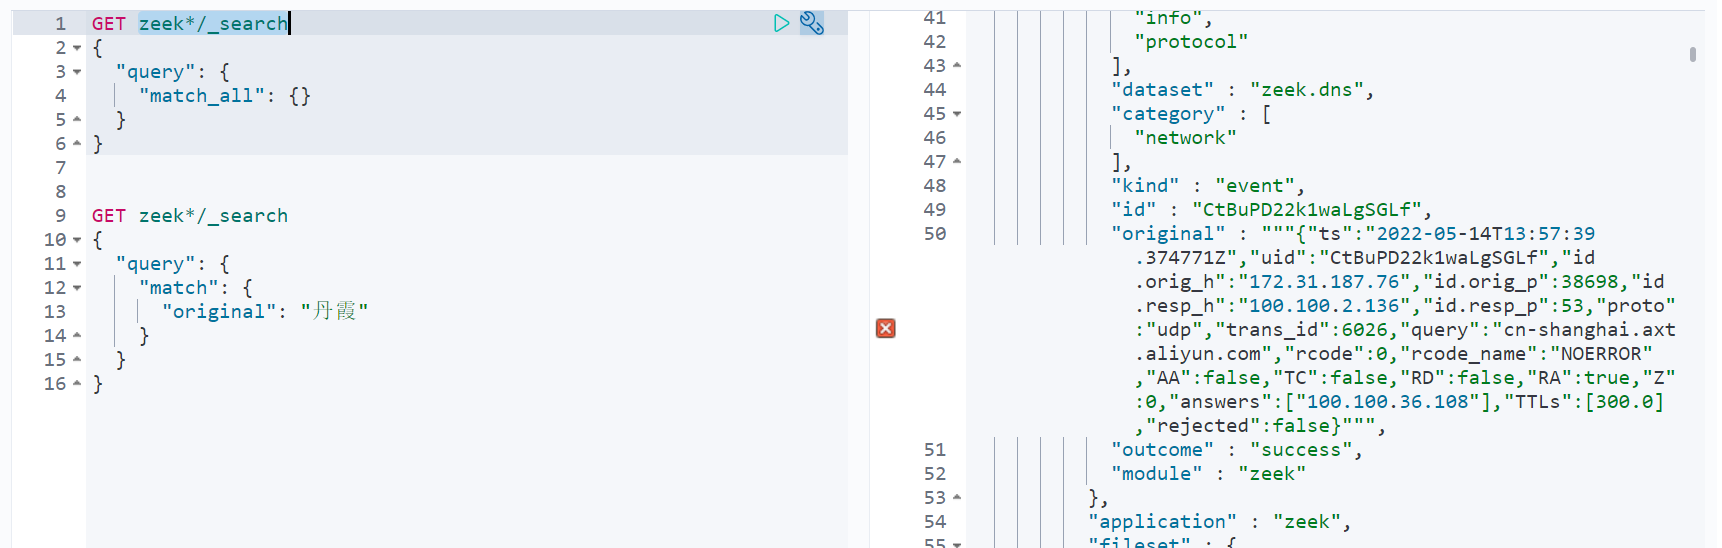 1 GET zeek*/_search
2 {
3 "query": {
4 "match_all": {}
5 }
6 }
7
8
9 GET zeek*/_search
10 {
11 "query": {
12 "match": {
13 "original": "丹霞"
14 }
15 }
16 }
41 "info",
42 "protocol"
43 ],
44 "dataset" : "zeek.dns",
45 "category" : [
46 "network"
47 ],
48 "kind" : "event",
49 "id" : "CtBuPD22k1waLgSGLf",
50 "original" : """{"ts":"2022-05-14T13:57:39
.374771Z","uid":"CtBuPD22k1waLgSGLf","id
.orig_h":"172.31.187.76","id.orig_p":38698,"id
.resp_h":"100.100.2.136","id.resp_p":53,"proto"
:"udp","trans_id":6026,"query":"cn-shanghai.axt
.aliyun.com","rcode":0,"rcode_name":"NOERROR"
,"AA":false,"TC":false,"RD":false,"RA":true,"Z"
:0,"answers":["100.100.36.108"],"TTLs":[300.0]
,"rejected":false}""",
51 "outcome" : "success",
52 "module" : "zeek"
53 },
54 "application" : "zeek",
55 "fileset" : {